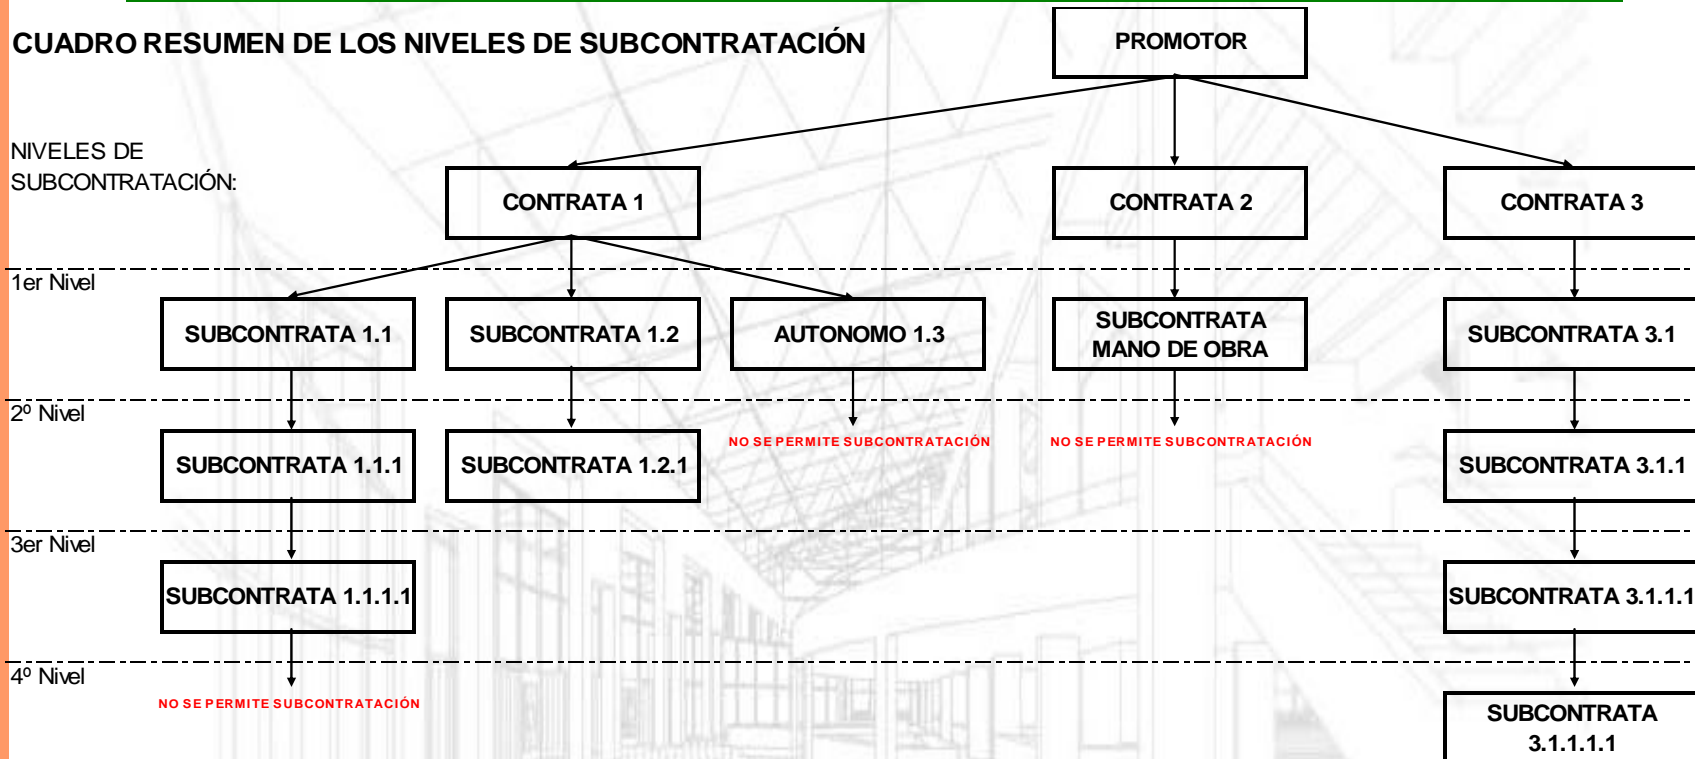 CUADRO RESUMEN DE LOS NIVELES DE SUBCONTRATACIÓN
PROMOTOR
NIVELES DE
SUBCONTRATACIÓN:
CONTRATA 1
CONTRATA 2
CONTRATA 3
1er Nivel
SUBCONTRATA 1.1
SUBCONTRATA 1.2
AUTONOMO 1.3
SUBCONTRATA
MANO DE OBRA
SUBCONTRATA 3.1
2º Nivel
NO SE PERMITE SUBCONTRATACIÓN
NO SE PERMITE SUBCONTRATACIÓN
SUBCONTRATA 1.1.1
SUBCONTRATA 1.2.1
SUBCONTRATA 3.1.1
3er Nivel
SUBCONTRATA 1.1.1.1
SUBCONTRATA 3.1.1.1
4º Nivel
NO SE PERMITE SUBCONTRATACIÓN
SUBCONTRATA
3.1.1.1.1